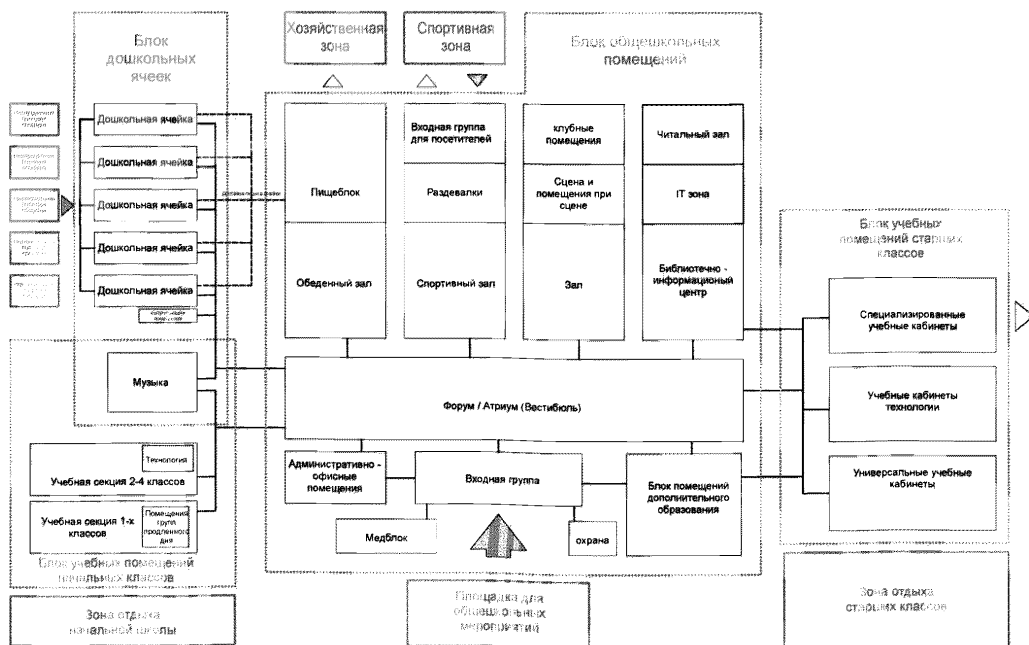 Блок
дошкольных
ячеек
Хозяйственная
зона
Спортивная
зона
Блок общешкольных
помещений
Дошкольная ячейка
Дошкольная ячейка
Дошкольная ячейка
Дошкольная ячейка
Дошкольная ячейка
Музыка
Технология
Учебная секция 2-4 классов
Учебная секция 1-х
классов
Помещения
групп
продленного
дня
Блок учебных помещений
начальных классов
Зона отдыха
начальной школы
Пищеблок
Обеденный зал
Входная группа
для посетителей
Раздевалки
Спортивный зал
клубные
помещения
Сцена и
помещения при
сцене
Зал
Читальный зал
IT зона
Библиотечно -
информационый
центр
Форум / Атриум (Вестибюль)
Административно -
офисные
помещения
Входная группа
Блок помещений
дополнительного
образования
Медблок
охрана
Площадка для
общешкольных
мероприятий
Блок учебных
помещений старших
классов
Специализированные
учебные кабинеты
Учебные кабинеты
технологии
Универсальные учебные
кабинеты
Зона отдыха
старших классов